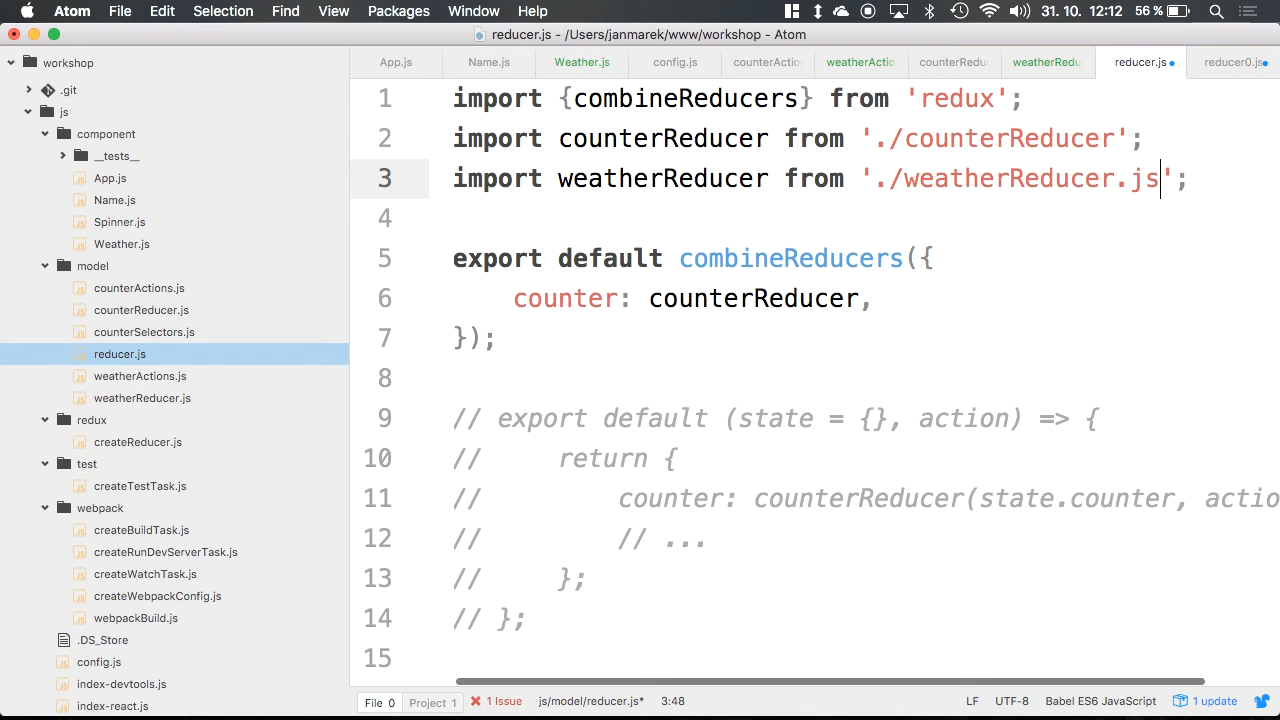 Atom File Edit Selection Find View Packages Window Help 31. 10. 12:12 56 %
reducer.js - /Users/janmarek/www/workshop - Atom
workshop
.git
js
component
__tests__
App.js
Name.js
Spinner.js
Weather.js
model
counterActions.js
counterReducer.js
counterSelectors.js
reducer.js
weatherActions.js
weatherReducer.js
redux
createReducer.js
test
createTestTask.js
webpack
createBuildTask.js
createRunDevServerTask.js
createWatchTask.js
createWebpackConfig.js
webpackBuild.js
.DS_Store
config.js
index-devtools.js
index-react.js
App.js Name.js Weather.js config.js counterActio weatherActio counterRedu weatherRedu reducer.js reducer0.js
1 import {combineReducers} from 'redux';
2 import counterReducer from './counterReducer';
3 import weatherReducer from './weatherReducer.js';
4
5 export default combineReducers({
6 counter: counterReducer,
7 });
8
9 // export default (state = {}, action) => {
10 // return {
11 // counter: counterReducer(state.counter, actio
12 // // ...
13 // };
14 // };
15
File 0 Project 1 1 Issue js/model/reducer.js* 3:48 LF UTF-8 Babel ES6 JavaScript 1 update